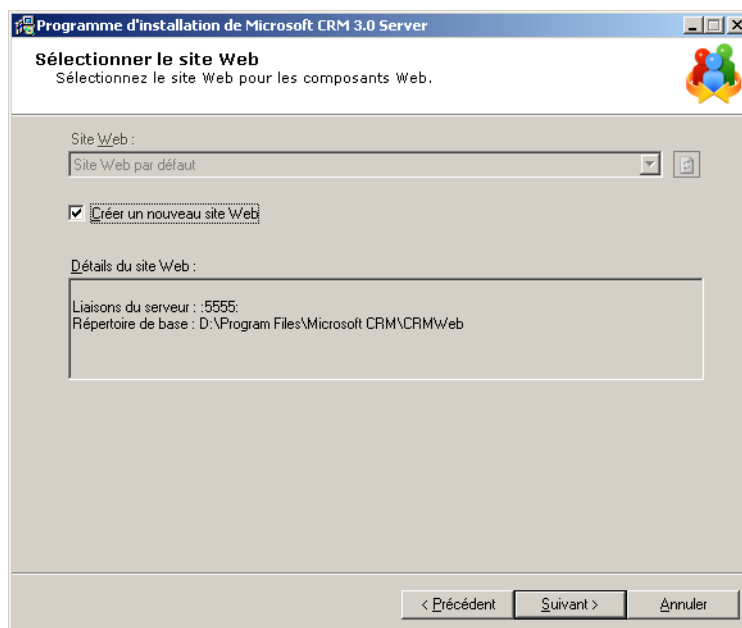 Programme d'installation de Microsoft CRM 3.0 Server
Sélectionner le site Web
Sélectionnez le site Web pour les composants Web.
Site Web :
Site Web par défaut
Créer un nouveau site Web
Détails du site Web :
Liaisons du serveur : :5555:
Répertoire de base : D:\Program Files\Microsoft CRM\CRMWeb
< Précédent
Suivant >
Annuler